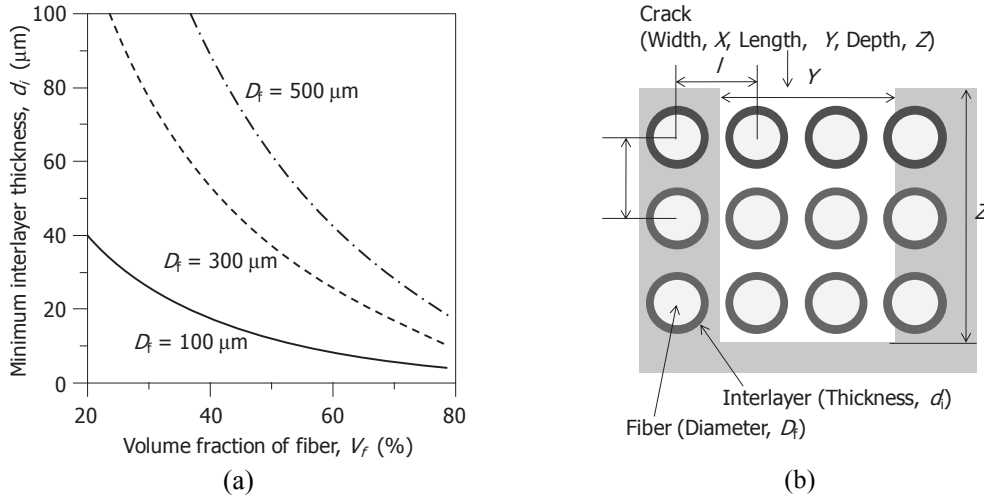 100
80
60
40
20
0
20
40
60
80
Minimum interlayer thickness, di (μm)
Volume fraction of fiber, Vf (%)
Df = 500 μm
Df = 300 μm
Df = 100 μm
(a)
Crack
(Width, X, Length, Y, Depth, Z)
l
Y
Z
Interlayer (Thickness, di)
Fiber (Diameter, Df)
(b)